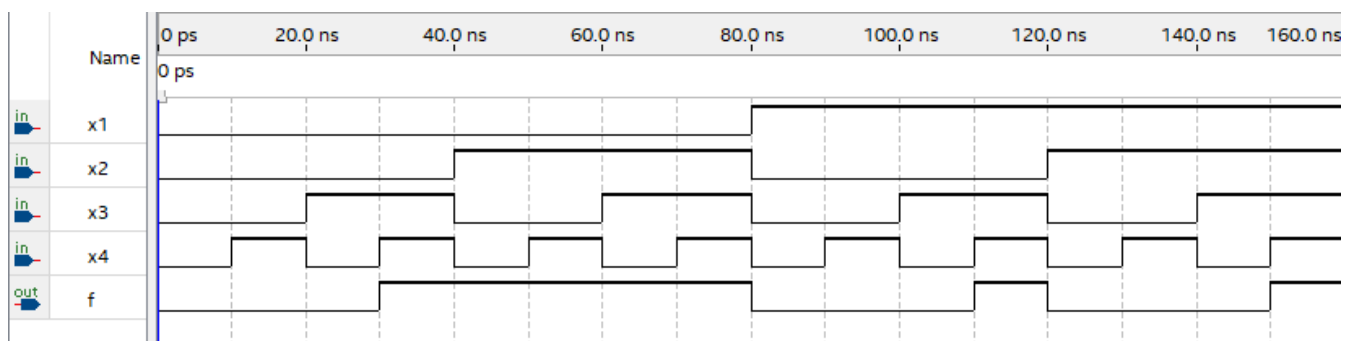 Name
0 ps 20.0 ns 40.0 ns 60.0 ns 80.0 ns 100.0 ns 120.0 ns 140.0 ns 160.0 ns
0 ps
in x1
in x2
in x3
in x4
out f